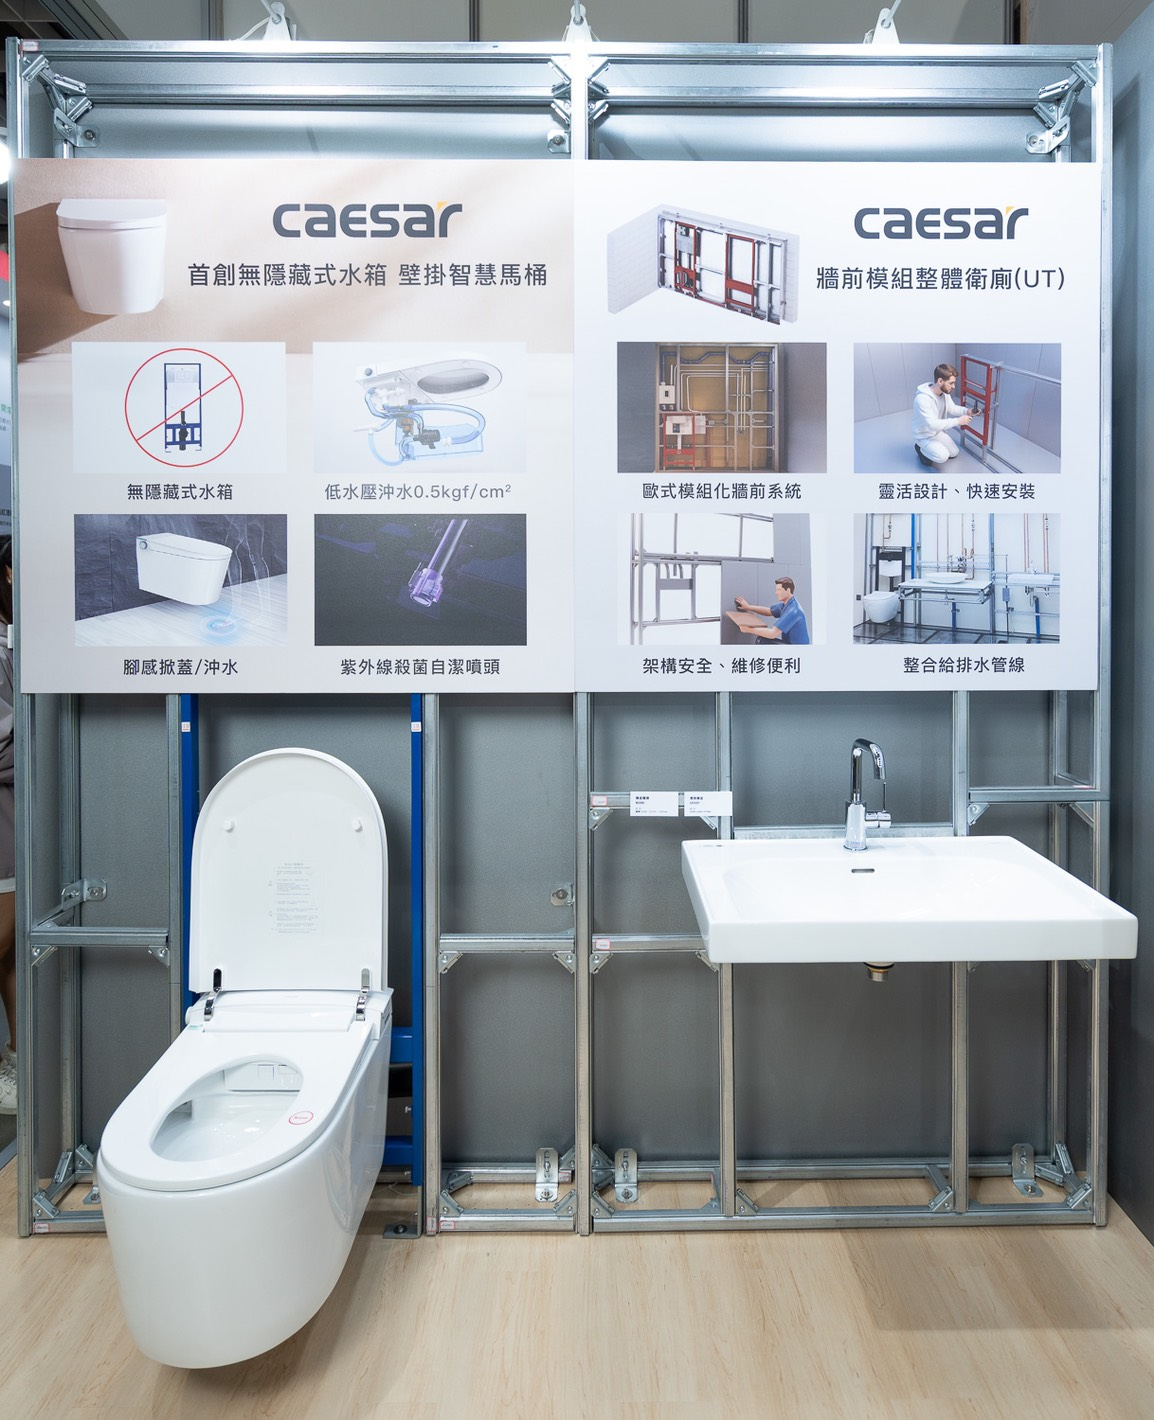 caesar
首創無隱藏式水箱 壁掛智慧馬桶
無隱藏式水箱
低水壓沖水0.5kgf/cm²
腳感掀蓋/沖水
紫外線殺菌自潔噴頭
caesar
牆前模組整體衛廁(UT)
歐式模組化牆前系統
靈活設計、快速安裝
架構安全、維修便利
整合給排水管線